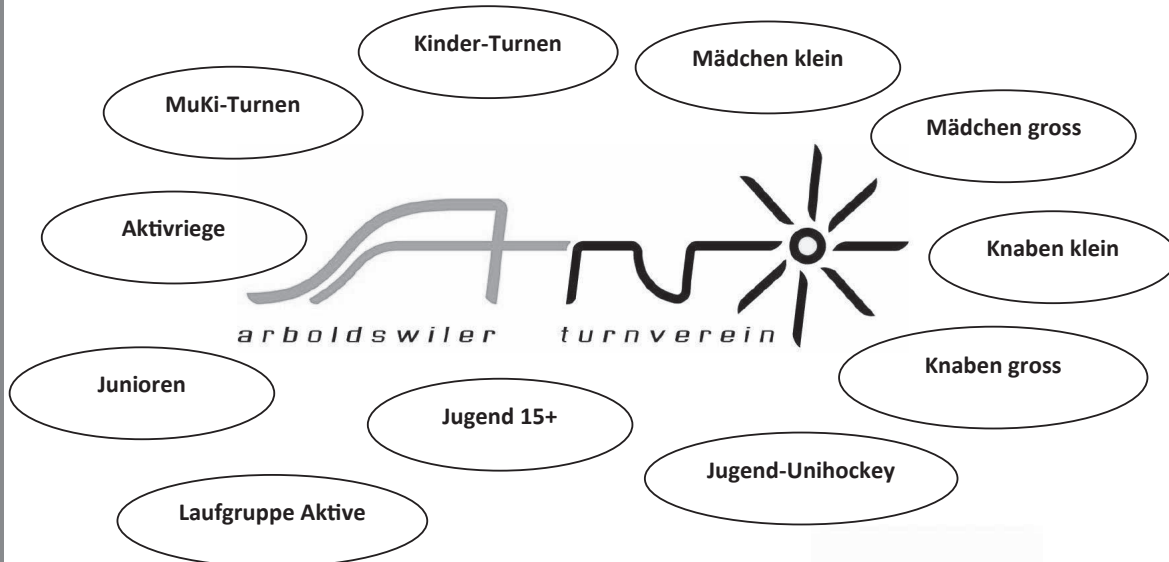 Kinder-Turnen
Mädchen klein
MuKi-Turnen
Mädchen gross
Aktivriege
Knaben klein
arboldswiler turnverein
Knaben gross
Junioren
Jugend 15+
Jugend-Unihockey
Laufgruppe Aktive